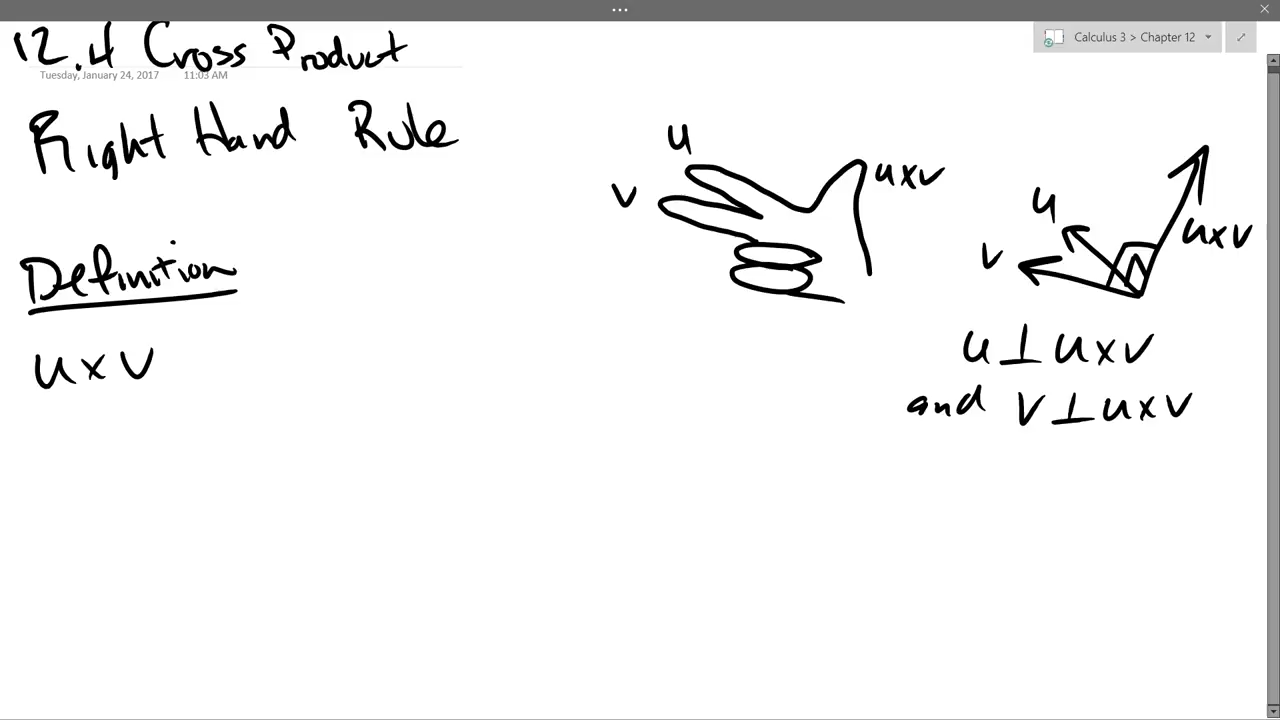 12.4 Cross Product
Tuesday, January 24, 2017 11:03 AM
Calculus 3 > Chapter 12
Right Hand Rule
u
v
uxv
u
v
uxv
Definition
uxv
u⊥uxv
and v⊥uxv